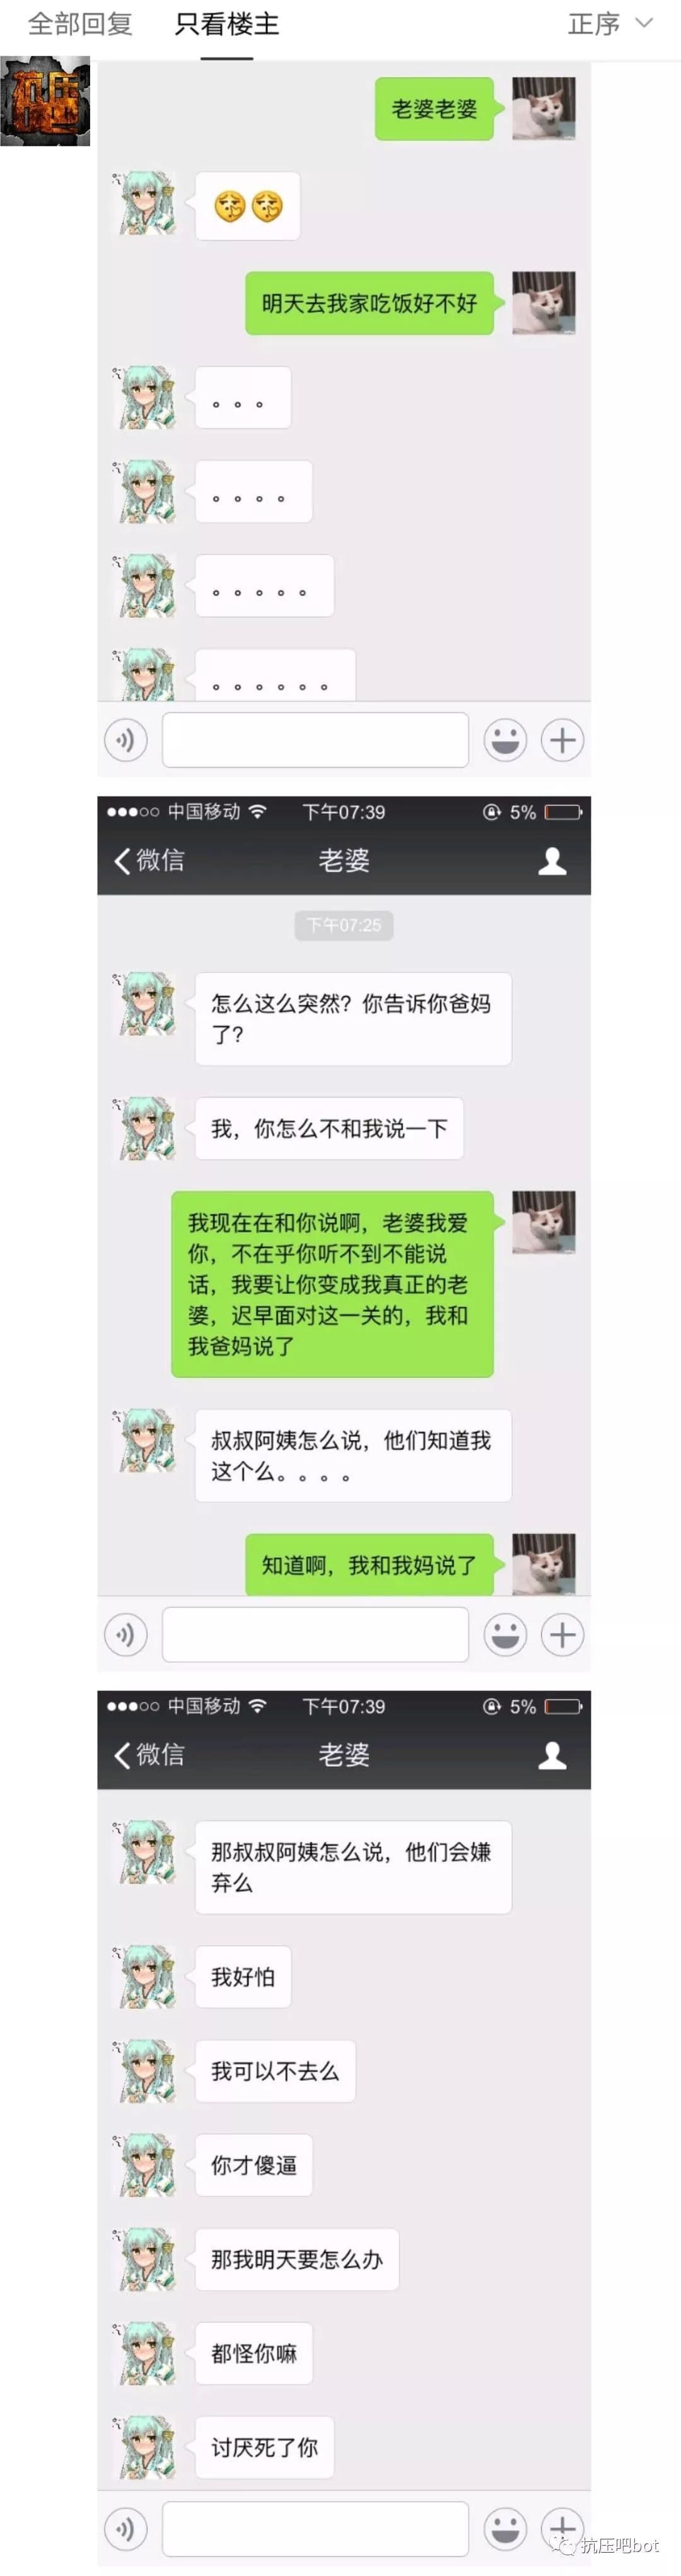 全部回复 只看楼主 正序
抗压吧
老婆老婆
明天去我家吃饭好不好
。。。
。。。。
。。。。。
。。。。。。
中国移动 下午07:39 5%
微信 老婆
下午07:25
怎么这么突然？你告诉你爸妈
了？
我，你怎么不和我说一下
我现在在和你说啊，老婆我爱
你，不在乎你听不到不能说
话，我要让你变成我真正的老
婆，迟早面对这一关的，我和
我爸妈说了
叔叔阿姨怎么说，他们知道我
这个么。。。。
知道啊，我和我妈说了
中国移动 下午07:39 5%
微信 老婆
那叔叔阿姨怎么说，他们会嫌
弃么
我好怕
我可以不去么
你才傻逼
那我明天要怎么办
都怪你嘛
讨厌死了你
抗压吧bot